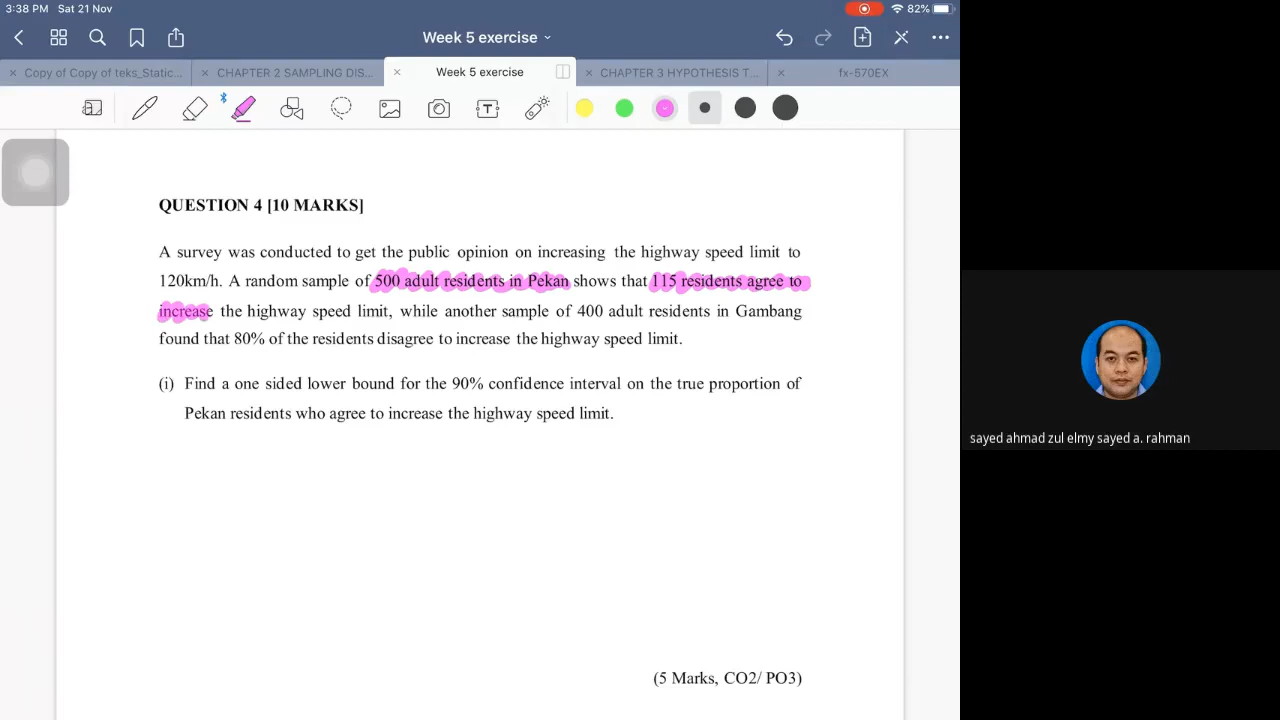 3:38 PM Sat 21 Nov
82%
Week 5 exercise
Copy of Copy of teks_Static...
CHAPTER 2 SAMPLING DIS...
Week 5 exercise
CHAPTER 3 HYPOTHESIS T...
fx-570EX
T
QUESTION 4 [10 MARKS]
A survey was conducted to get the public opinion on increasing the highway speed limit to
120km/h. A random sample of 500 adult residents in Pekan shows that 115 residents agree to
increase the highway speed limit, while another sample of 400 adult residents in Gambang
found that 80% of the residents disagree to increase the highway speed limit.
(i) Find a one sided lower bound for the 90% confidence interval on the true proportion of
Pekan residents who agree to increase the highway speed limit.
(5 Marks, CO2/ PO3)
sayed ahmad zul elmy sayed a. rahman